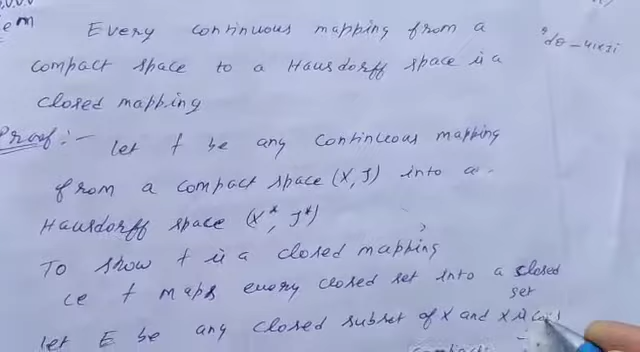 em
Every continuous mapping from a
compact space to a Hausdorff space is a
closed mapping
Proof :- let f be any continuous mapping
from a compact space (X, J) into a
Hausdorff space (X*, J*)
To show f is a closed mapping
ie f maps every closed set into a closed
set
let E be any closed subset of X and X is